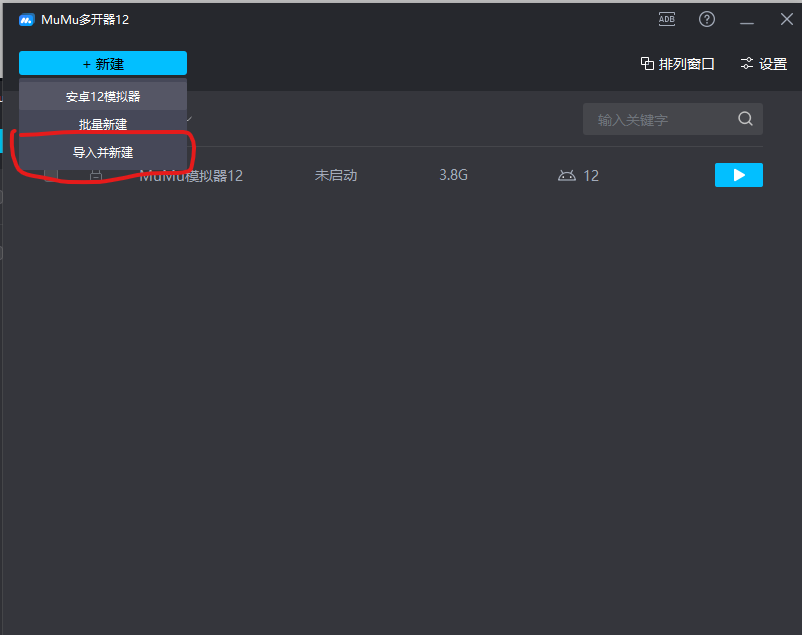 MuMu多开器12
ADB
+ 新建
排列窗口
设置
安卓12模拟器
批量新建
导入并新建
输入关键字
MuMu模拟器12
未启动
3.8G
12